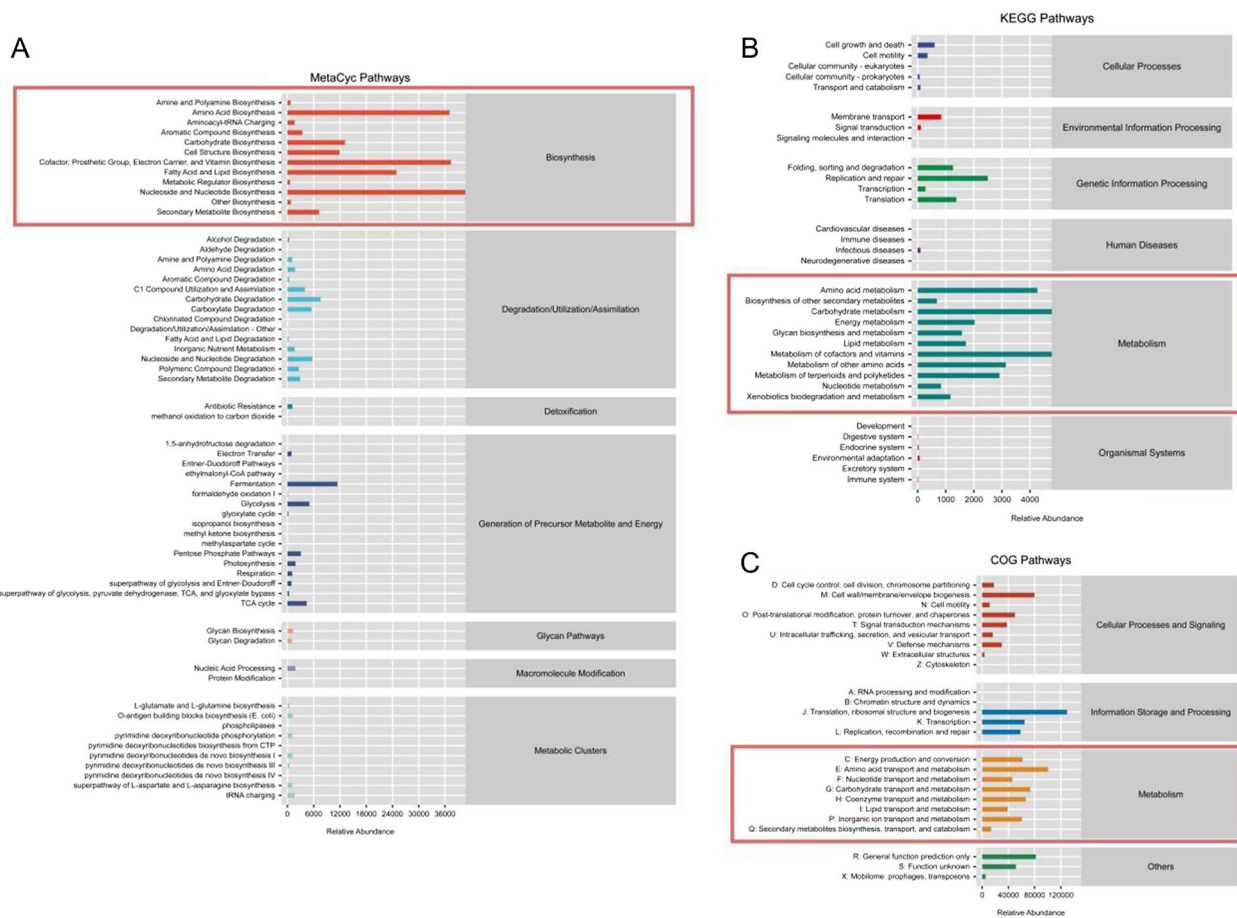 A
MetaCyc Pathways
Amine and Polyamine Biosynthesis
Amino Acid Biosynthesis
Aminoacyl-tRNA Charging
Aromatic Compound Biosynthesis
Carbohydrate Biosynthesis
Cell Structure Biosynthesis
Cofactor, Prosthetic Group, Electron Carrier, and Vitamin Biosynthesis
Fatty Acid and Lipid Biosynthesis
Metabolic Regulator Biosynthesis
Nucleoside and Nucleotide Biosynthesis
Other Biosynthesis
Secondary Metabolite Biosynthesis
Biosynthesis
Alcohol Degradation
Aldehyde Degradation
Amine and Polyamine Degradation
Amino Acid Degradation
Aromatic Compound Degradation
C1 Compound Utilization and Assimilation
Carbohydrate Degradation
Carboxylate Degradation
Chlorinated Compound Degradation
Degradation/Utilization/Assimilation - Other
Fatty Acid and Lipid Degradation
Inorganic Nutrient Metabolism
Nucleoside and Nucleotide Degradation
Polymeric Compound Degradation
Secondary Metabolite Degradation
Degradation/Utilization/Assimilation
Antibiotic Resistance
methanol oxidation to carbon dioxide
Detoxification
1,5-anhydrofructose degradation
Electron Transfer
Entner-Duodoroff Pathways
ethylmalonyl-CoA pathway
Fermentation
formaldehyde oxidation I
Glycolysis
glyoxylate cycle
isopropanol biosynthesis
methyl ketone biosynthesis
methylaspartate cycle
Pentose Phosphate Pathways
Photosynthesis
Respiration
superpathway of glycolysis and Entner-Doudoroff
superpathway of glycolysis, pyruvate dehydrogenase, TCA, and glyoxylate bypass
TCA cycle
Generation of Precursor Metabolite and Energy
Glycan Biosynthesis
Glycan Degradation
Glycan Pathways
Nucleic Acid Processing
Protein Modification
Macromolecule Modification
L-glutamate and L-glutamine biosynthesis
O-antigen building blocks biosynthesis (E. coli)
phospholipases
pyrimidine deoxyribonucleotide phosphorylation
pyrimidine deoxyribonucleotides biosynthesis from CTP
pyrimidine deoxyribonucleotides de novo biosynthesis I
pyrimidine deoxyribonucleotides de novo biosynthesis III
pyrimidine deoxyribonucleotides de novo biosynthesis IV
superpathway of L-aspartate and L-asparagine biosynthesis
tRNA charging
Metabolic Clusters
0 6000 12000 18000 24000 30000 36000
Relative Abundance
B
KEGG Pathways
Cell growth and death
Cell motility
Cellular community - eukaryotes
Cellular community - prokaryotes
Transport and catabolism
Cellular Processes
Membrane transport
Signal transduction
Signaling molecules and interaction
Environmental Information Processing
Folding, sorting and degradation
Replication and repair
Transcription
Translation
Genetic Information Processing
Cardiovascular diseases
Immune diseases
Infectious diseases
Neurodegenerative diseases
Human Diseases
Amino acid metabolism
Biosynthesis of other secondary metabolites
Carbohydrate metabolism
Energy metabolism
Glycan biosynthesis and metabolism
Lipid metabolism
Metabolism of cofactors and vitamins
Metabolism of other amino acids
Metabolism of terpenoids and polyketides
Nucleotide metabolism
Xenobiotics biodegradation and metabolism
Metabolism
Development
Digestive system
Endocrine system
Environmental adaptation
Excretory system
Immune system
Organismal Systems
0 1000 2000 3000 4000
Relative Abundance
C
COG Pathways
D: Cell cycle control, cell division, chromosome partitioning
M: Cell wall/membrane/envelope biogenesis
N: Cell motility
O: Post-translational modification, protein turnover, and chaperones
T: Signal transduction mechanisms
U: Intracellular trafficking, secretion, and vesicular transport
V: Defense mechanisms
W: Extracellular structures
Z: Cytoskeleton
Cellular Processes and Signaling
A: RNA processing and modification
B: Chromatin structure and dynamics
J: Translation, ribosomal structure and biogenesis
K: Transcription
L: Replication, recombination and repair
Information Storage and Processing
C: Energy production and conversion
E: Amino acid transport and metabolism
F: Nucleotide transport and metabolism
G: Carbohydrate transport and metabolism
H: Coenzyme transport and metabolism
I: Lipid transport and metabolism
P: Inorganic ion transport and metabolism
Q: Secondary metabolites biosynthesis, transport, and catabolism
Metabolism
R: General function prediction only
S: Function unknown
X: Mobilome: prophages, transposons
Others
0 40000 80000 120000
Relative Abundance